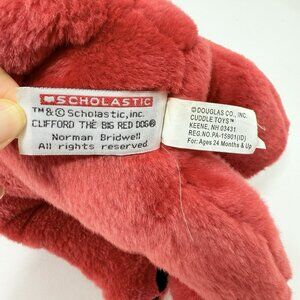 SCHOLASTIC
™&© Scholastic, inc.
CLIFFORD THE BIG RED DOG®
Norman Bridwell
All rights reserved.
© DOUGLAS CO., INC.
CUDDLE TOYS™
KEENE, NH 03431
REG.NO.PA-15901(ID)
For: Ages 24 Months & Up